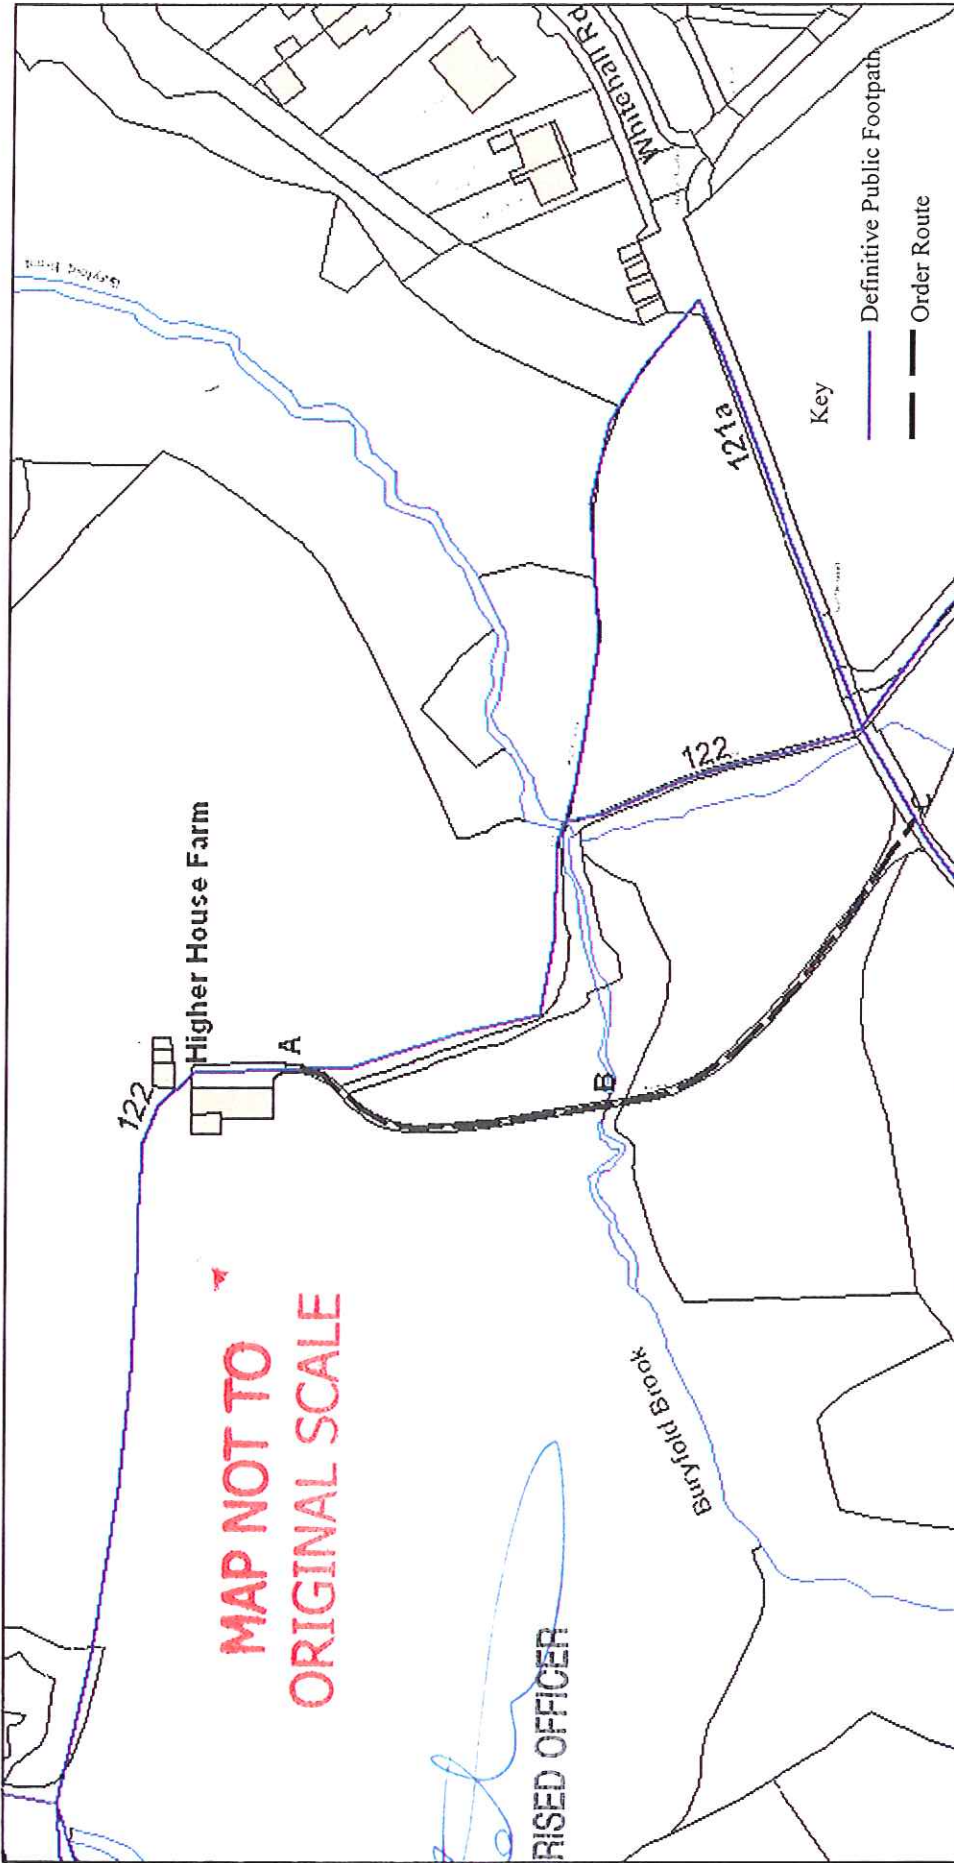 122
Higher House Farm
A
B
C
122
121a
Whitehall Rd
Buryfold Brook
MAP NOT TO
ORIGINAL SCALE
RISED OFFICER
Key
Definitive Public Footpath
Order Route